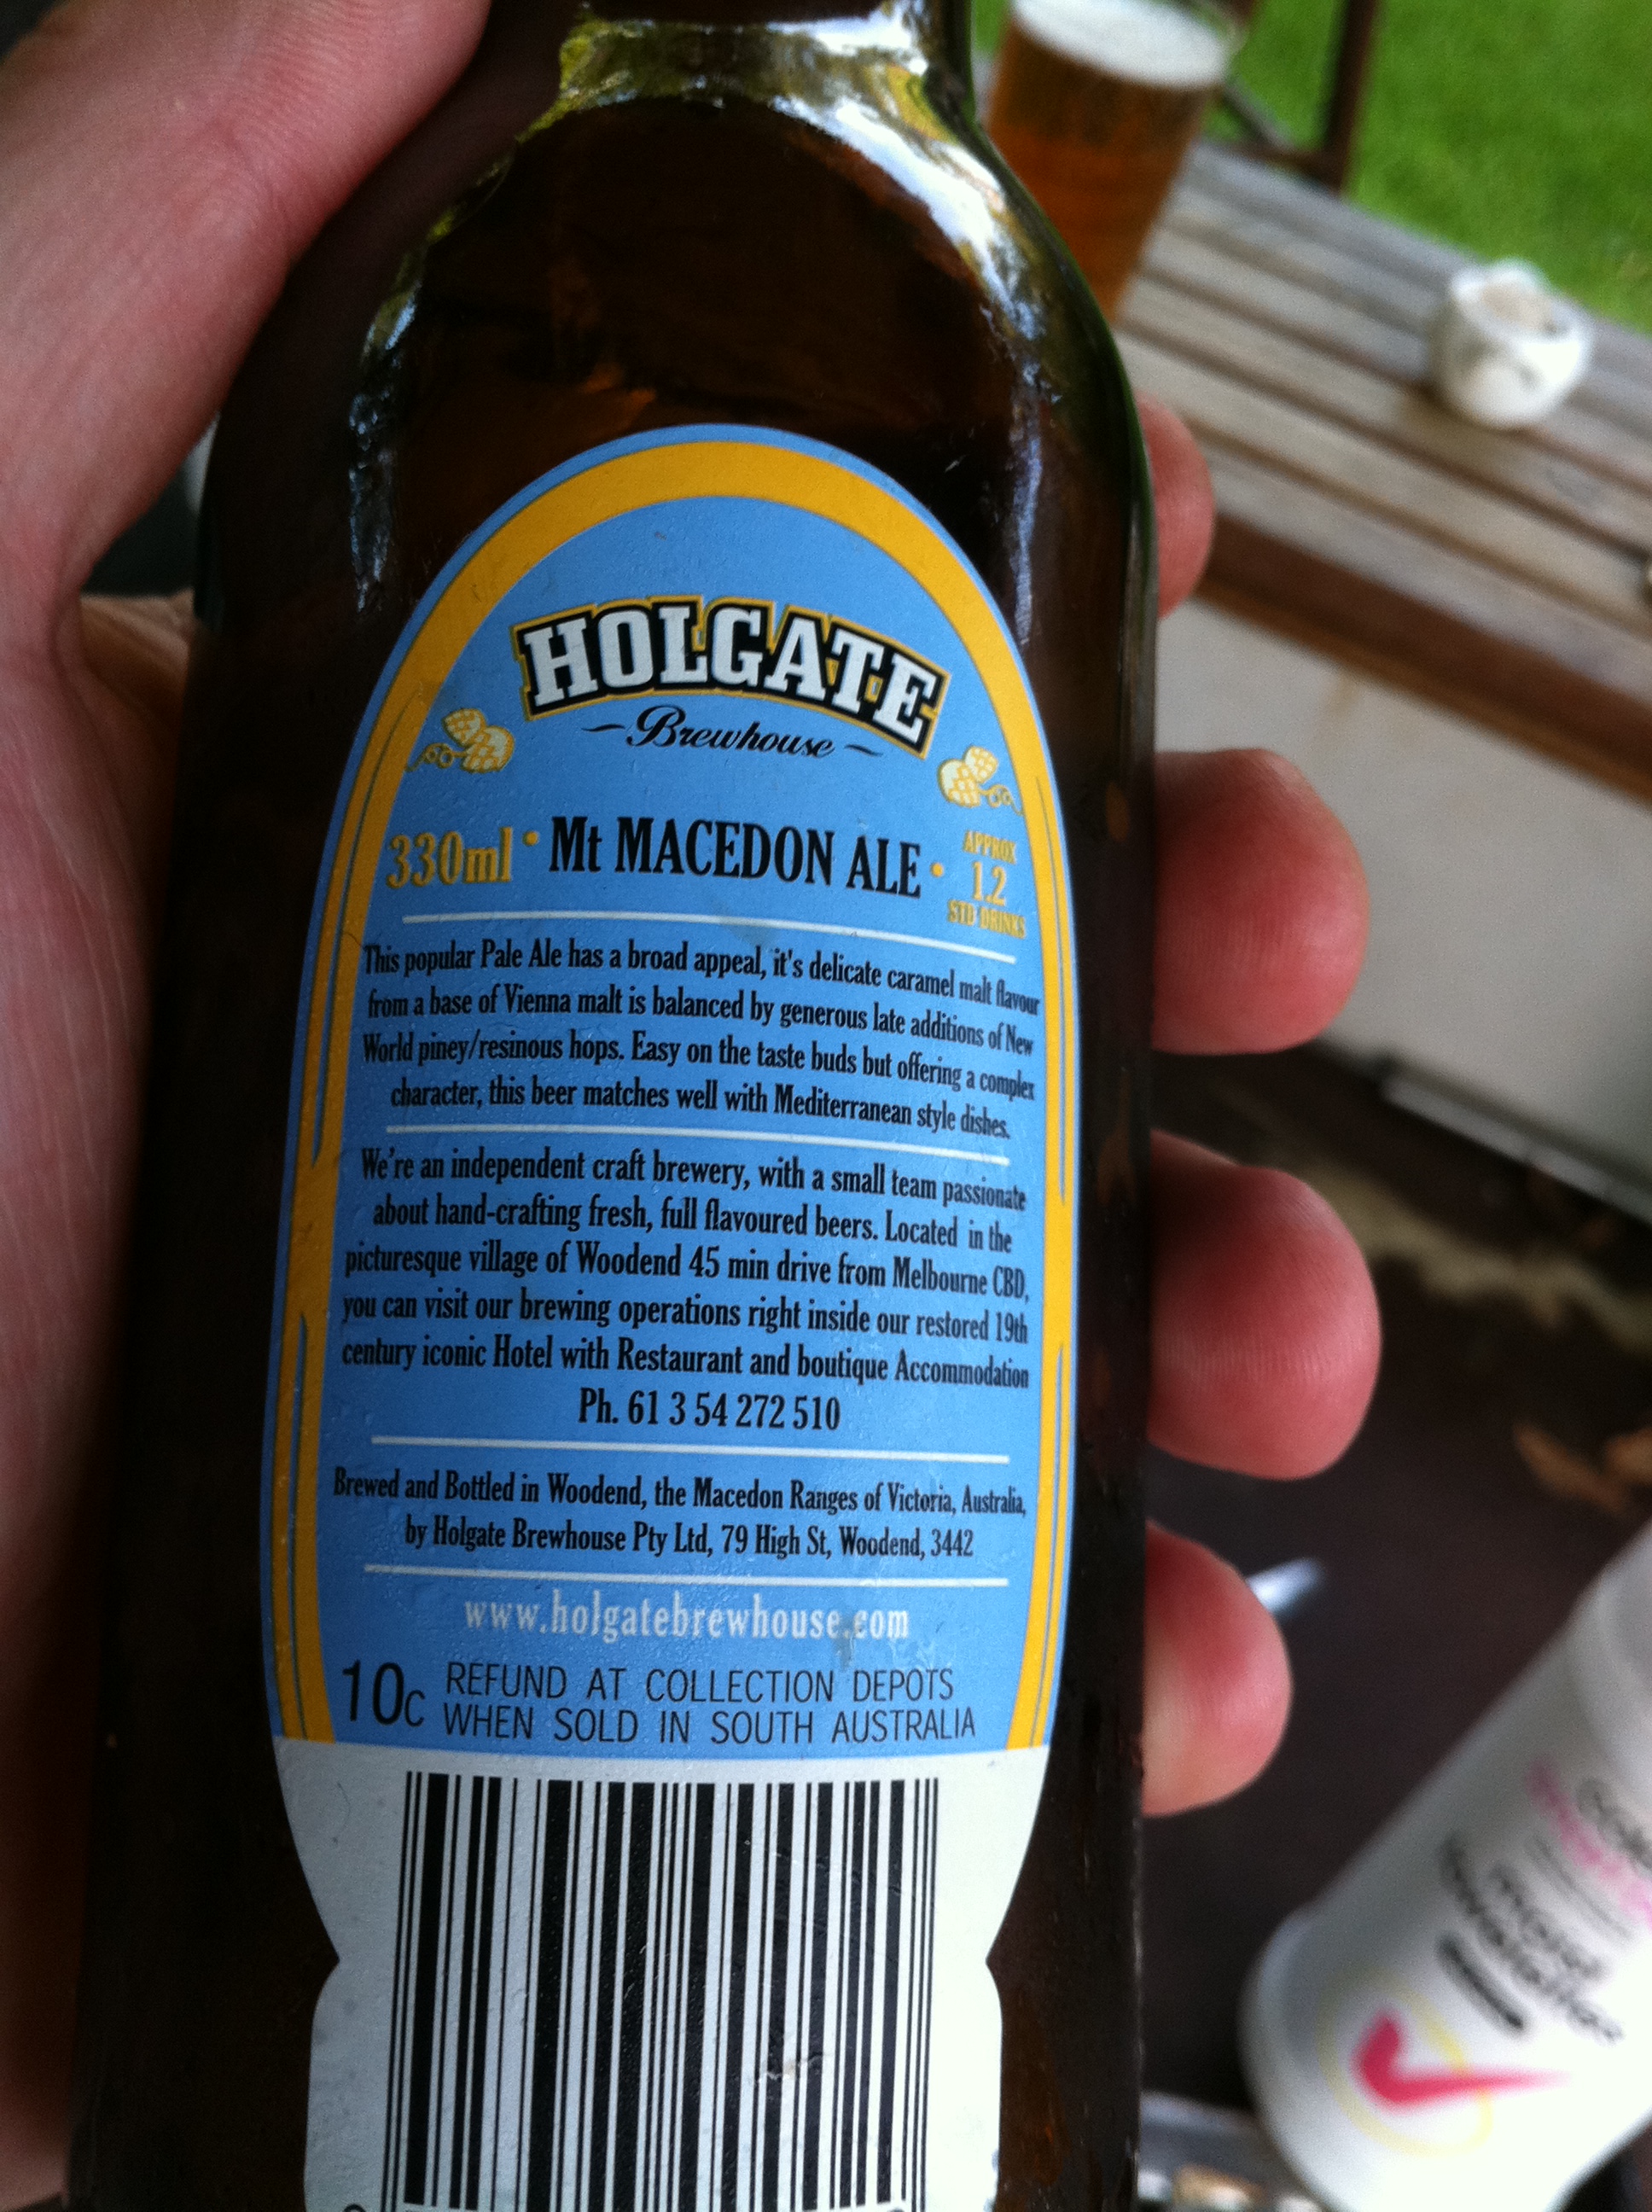 HOLGATE
Brewhouse
330ml • Mt MACEDON ALE • APPROX 1.2 STD DRINKS
This popular Pale Ale has a broad appeal, it's delicate caramel malt flavour
from a base of Vienna malt is balanced by generous late additions of New
World piney/resinous hops. Easy on the taste buds but offering a complex
character, this beer matches well with Mediterranean style dishes.
We're an independent craft brewery, with a small team passionate
about hand-crafting fresh, full flavoured beers. Located in the
picturesque village of Woodend 45 min drive from Melbourne CBD,
you can visit our brewing operations right inside our restored 19th
century iconic Hotel with Restaurant and boutique Accommodation
Ph. 61 3 54 272 510
Brewed and Bottled in Woodend, the Macedon Ranges of Victoria, Australia,
by Holgate Brewhouse Pty Ltd, 79 High St, Woodend, 3442
www.holgatebrewhouse.com
10c REFUND AT COLLECTION DEPOTS
WHEN SOLD IN SOUTH AUSTRALIA